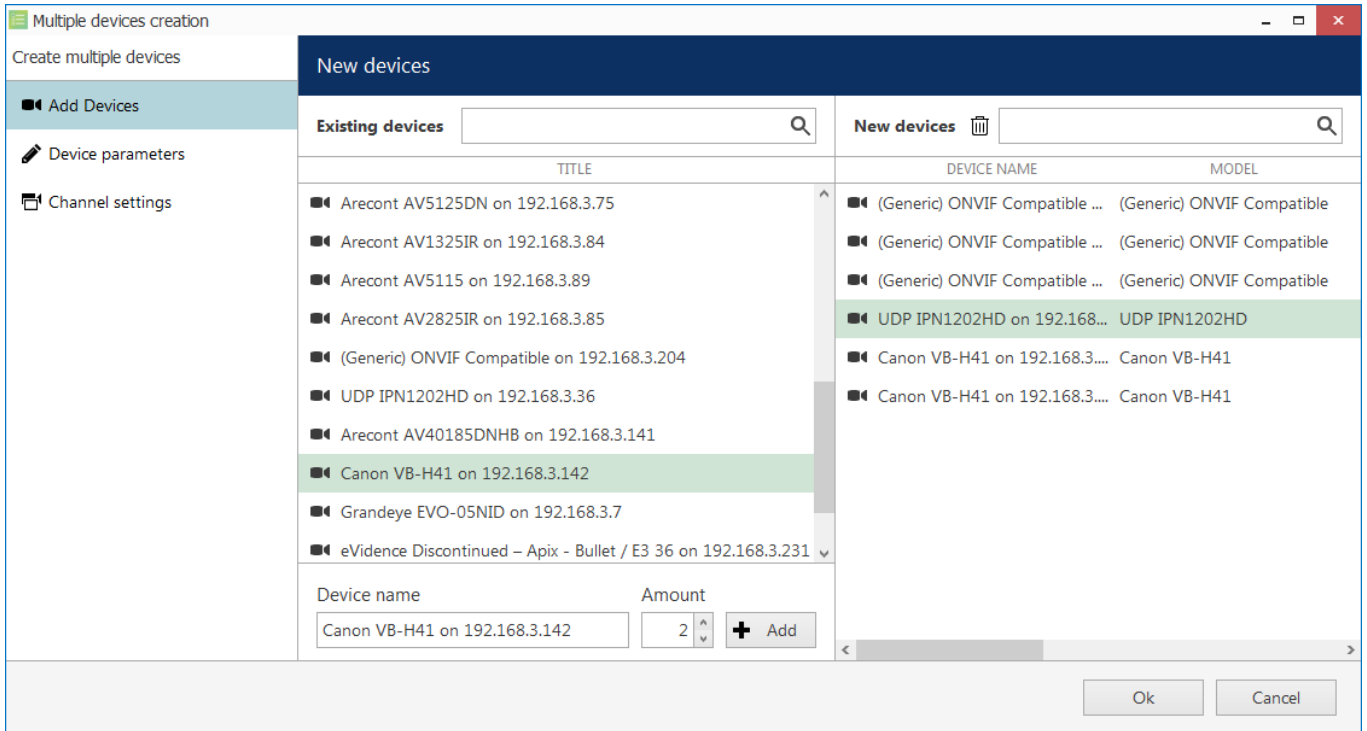 Multiple devices creation
Create multiple devices
Add Devices
Device parameters
Channel settings
New devices
Existing devices
TITLE
Arecont AV5125DN on 192.168.3.75
Arecont AV1325IR on 192.168.3.84
Arecont AV5115 on 192.168.3.89
Arecont AV2825IR on 192.168.3.85
(Generic) ONVIF Compatible on 192.168.3.204
UDP IPN1202HD on 192.168.3.36
Arecont AV40185DNHB on 192.168.3.141
Canon VB-H41 on 192.168.3.142
Grandeye EVO-05NID on 192.168.3.7
eVidence Discontinued – Apix - Bullet / E3 36 on 192.168.3.231
Device name Amount
Canon VB-H41 on 192.168.3.142 2 Add
New devices
DEVICE NAME MODEL
(Generic) ONVIF Compatible ... (Generic) ONVIF Compatible
(Generic) ONVIF Compatible ... (Generic) ONVIF Compatible
(Generic) ONVIF Compatible ... (Generic) ONVIF Compatible
UDP IPN1202HD on 192.168... UDP IPN1202HD
Canon VB-H41 on 192.168.3.... Canon VB-H41
Canon VB-H41 on 192.168.3.... Canon VB-H41
Ok Cancel